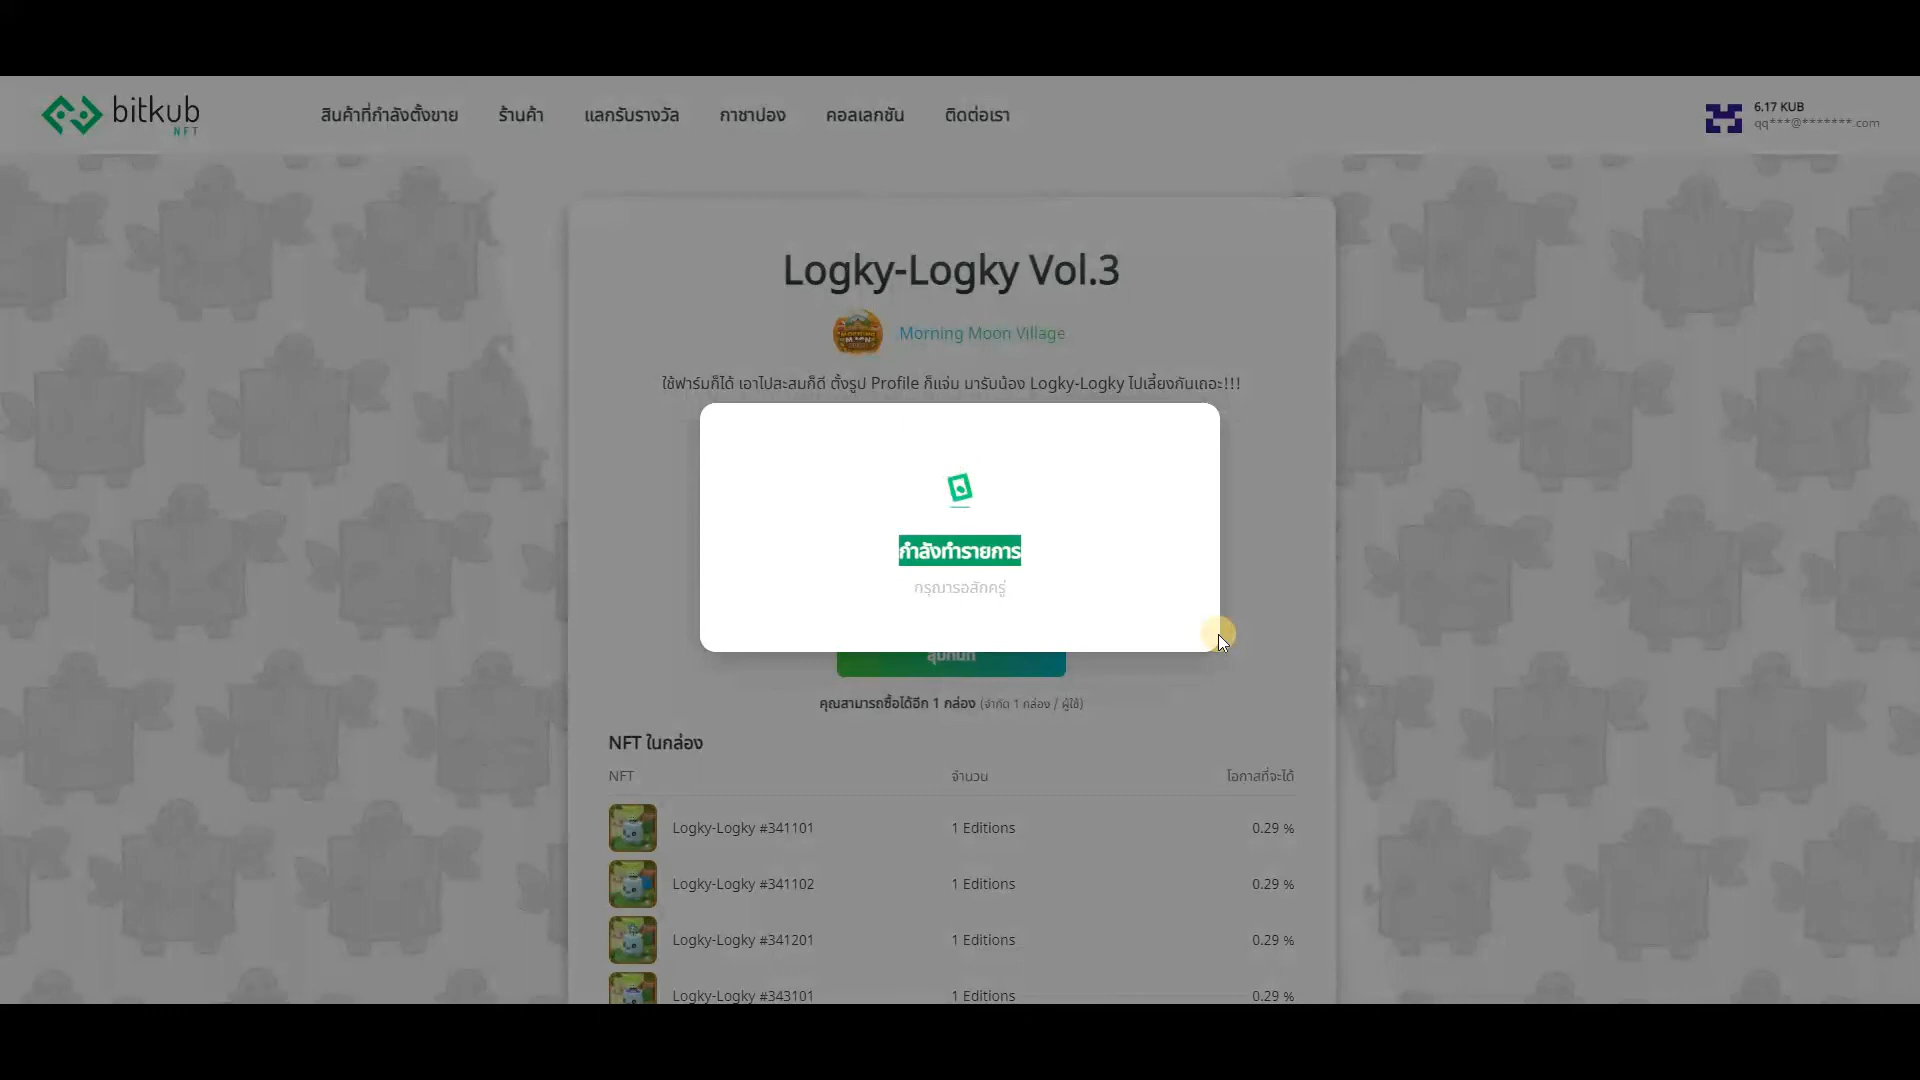 bitkub
NFT
สินค้าที่กำลังตั้งขาย
ร้านค้า
แลกรับรางวัล
กาชาปอง
คอลเลกชัน
ติดต่อเรา
6.17 KUB
qq***@*******.com
Logky-Logky Vol.3
Morning Moon Village
ใช้ฟาร์มก็ได้ เอาไปสะสมก็ดี ตั้งรูป Profile ก็แจ่ม มารับน้อง Logky-Logky ไปเลี้ยงกันเถอะ!!!
กำลังทำรายการ
กรุณารอสักครู่
คุณสามารถซื้อได้อีก 1 กล่อง (จำกัด 1 กล่อง / ผู้ใช้)
NFT ในกล่อง
NFT จำนวน โอกาสที่จะได้
Logky-Logky #341101 1 Editions 0.29 %
Logky-Logky #341102 1 Editions 0.29 %
Logky-Logky #341201 1 Editions 0.29 %
Logky-Logky #343101 1 Editions 0.29 %